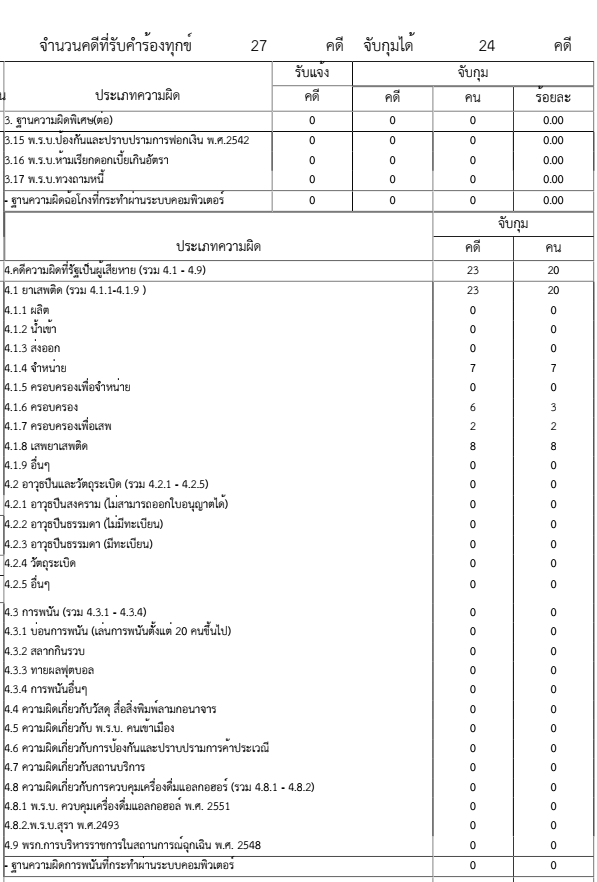 จำนวนคดีที่รับคำร้องทุกข์ 27 คดี จับกุมได้ 24 คดี
รับแจ้ง จับกุม
น ประเภทความผิด คดี คดี คน ร้อยละ
3. ฐานความผิดพิเศษ(ต่อ) 0 0 0 0.00
3.15 พ.ร.บ.ป้องกันและปราบปรามการฟอกเงิน พ.ศ.2542 0 0 0 0.00
3.16 พ.ร.บ.ห้ามเรียกดอกเบี้ยเกินอัตรา 0 0 0 0.00
3.17 พ.ร.บ.ทวงถามหนี้ 0 0 0 0.00
- ฐานความผิดฉ้อโกงที่กระทำผ่านระบบคอมพิวเตอร์ 0 0 0 0.00
จับกุม
ประเภทความผิด คดี คน
4.คดีความผิดที่รัฐเป็นผู้เสียหาย (รวม 4.1 - 4.9) 23 20
4.1 ยาเสพติด (รวม 4.1.1-4.1.9 ) 23 20
4.1.1 ผลิต 0 0
4.1.2 น้ำเข้า 0 0
4.1.3 ส่งออก 0 0
4.1.4 จำหน่าย 7 7
4.1.5 ครอบครองเพื่อจำหน่าย 0 0
4.1.6 ครอบครอง 6 3
4.1.7 ครอบครองเพื่อเสพ 2 2
4.1.8 เสพยาเสพติด 8 8
4.1.9 อื่นๆ 0 0
4.2 อาวุธปืนและวัตถุระเบิด (รวม 4.2.1 - 4.2.5) 0 0
4.2.1 อาวุธปืนสงคราม (ไม่สามารถออกใบอนุญาตได้) 0 0
4.2.2 อาวุธปืนธรรมดา (ไม่มีทะเบียน) 0 0
4.2.3 อาวุธปืนธรรมดา (มีทะเบียน) 0 0
4.2.4 วัตถุระเบิด 0 0
4.2.5 อื่นๆ 0 0
4.3 การพนัน (รวม 4.3.1 - 4.3.4) 0 0
4.3.1 บ่อนการพนัน (เล่นการพนันตั้งแต่ 20 คนขึ้นไป) 0 0
4.3.2 สลากกินรวบ 0 0
4.3.3 ทายผลฟุตบอล 0 0
4.3.4 การพนันอื่นๆ 0 0
4.4 ความผิดเกี่ยวกับวัสดุ สื่อสิ่งพิมพ์ลามกอนาจาร 0 0
4.5 ความผิดเกี่ยวกับ พ.ร.บ. คนเข้าเมือง 0 0
4.6 ความผิดเกี่ยวกับการป้องกันและปราบปรามการค้าประเวณี 0 0
4.7 ความผิดเกี่ยวกับสถานบริการ 0 0
4.8 ความผิดเกี่ยวกับการควบคุมเครื่องดื่มแอลกอฮอร์ (รวม 4.8.1 - 4.8.2) 0 0
4.8.1 พ.ร.บ. ควบคุมเครื่องดื่มแอลกอฮอล์ พ.ศ. 2551 0 0
4.8.2.พ.ร.บ.สุรา พ.ศ.2493 0 0
4.9 พรก.การบริหารราชการในสถานการณ์ฉุกเฉิน พ.ศ. 2548 0 0
- ฐานความผิดการพนันที่กระทำผ่านระบบคอมพิวเตอร์ 0 0